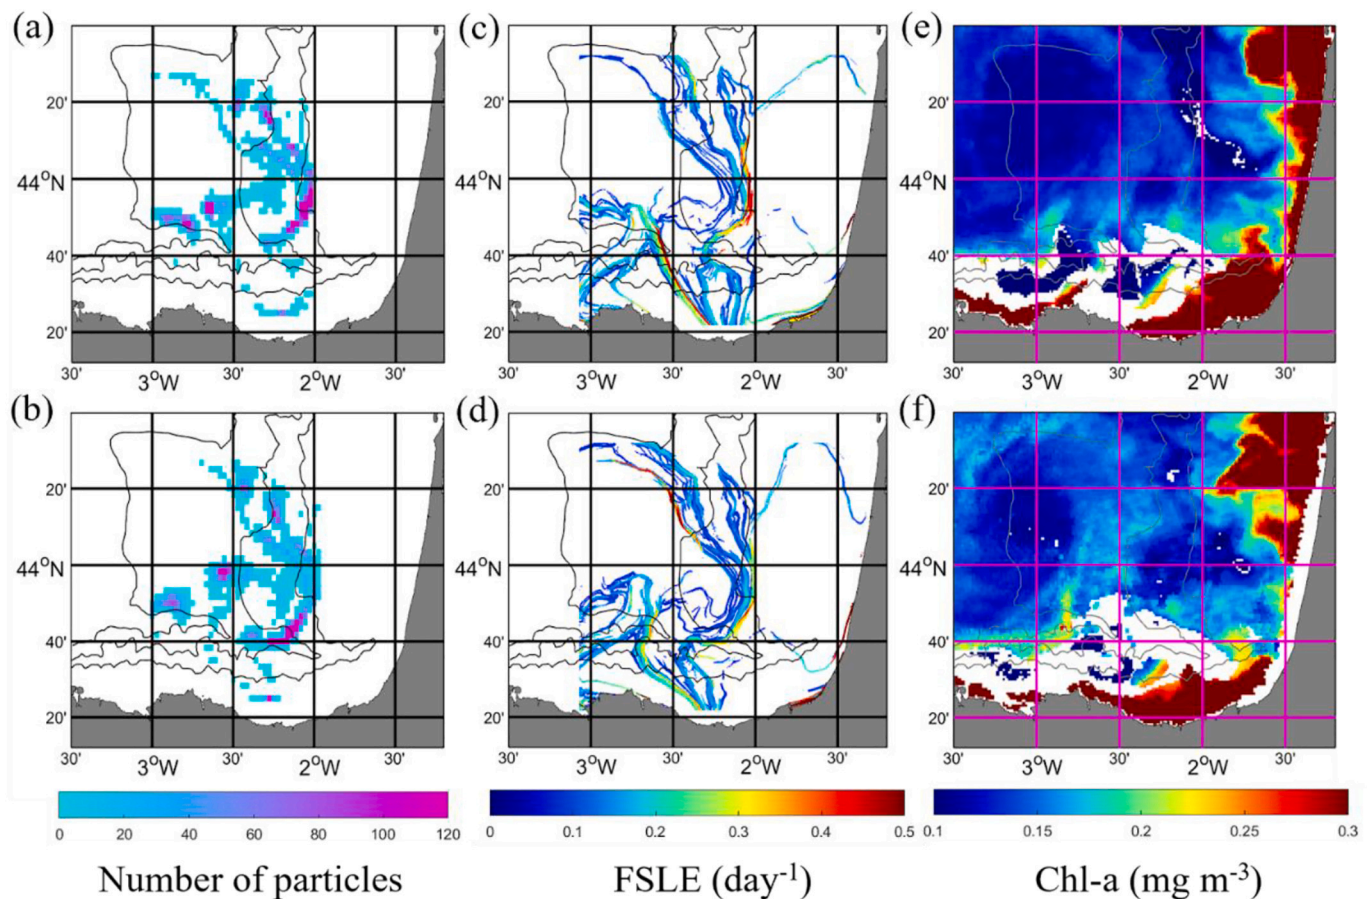 (a) (c) (e)
20' 20' 20'
44°N 44°N 44°N
40' 40' 40'
20' 20' 20'
30' 3°W 30' 2°W 30' 30' 3°W 30' 2°W 30' 30' 3°W 30' 2°W 30'
(b) (d) (f)
20' 20' 20'
44°N 44°N 44°N
40' 40' 40'
20' 20' 20'
30' 3°W 30' 2°W 30' 30' 3°W 30' 2°W 30' 30' 3°W 30' 2°W 30'
0 20 40 60 80 100 120 0 0.1 0.2 0.3 0.4 0.5 0.1 0.15 0.2 0.25 0.3
Number of particles FSLE (day⁻¹) Chl-a (mg m⁻³)